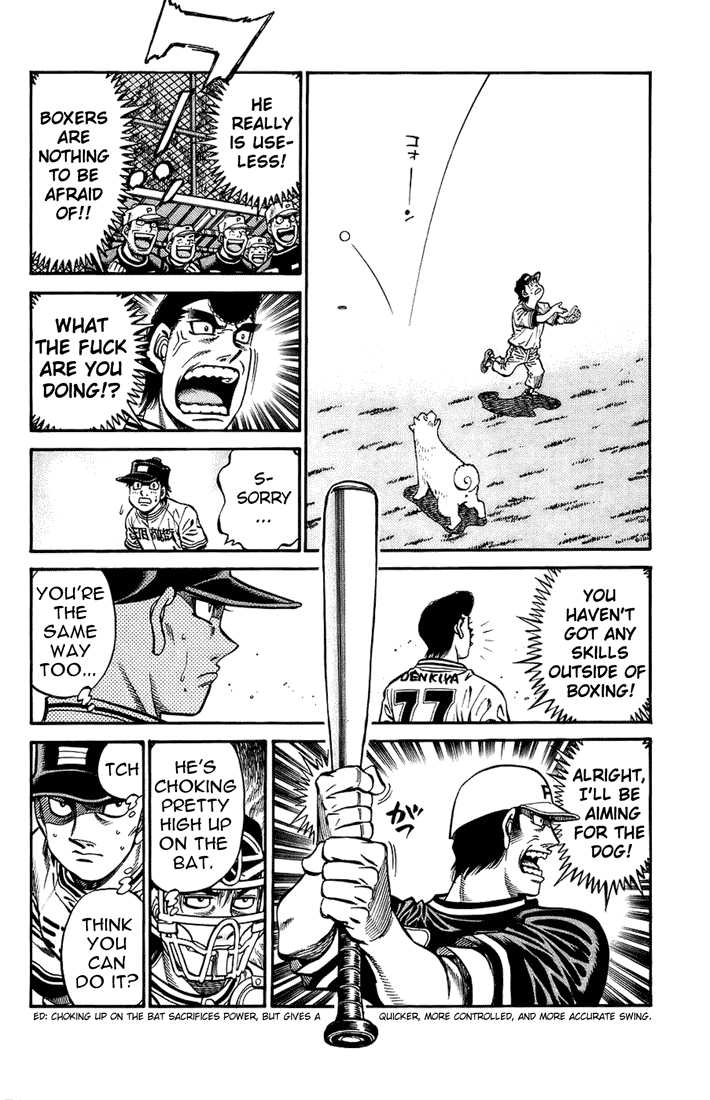 コォー
ン
HE
REALLY
IS USE-
LESS!
BOXERS
ARE
NOTHING
TO BE
AFRAID
OF!!
WHAT
THE FUCK
ARE YOU
DOING!?
S-
SORRY
...
YOU
HAVEN'T
GOT ANY
SKILLS
OUTSIDE OF
BOXING!
DENKIYA
77
YOU'RE
THE
SAME
WAY
TOO...
ALRIGHT,
I'LL BE
AIMING
FOR THE
DOG!
ガッ
HE'S
CHOKING
PRETTY
HIGH UP
ON THE
BAT.
TCH
THINK
YOU
CAN
DO IT?
ED: CHOKING UP ON THE BAT SACRIFICES POWER, BUT GIVES A QUICKER, MORE CONTROLLED, AND MORE ACCURATE SWING.